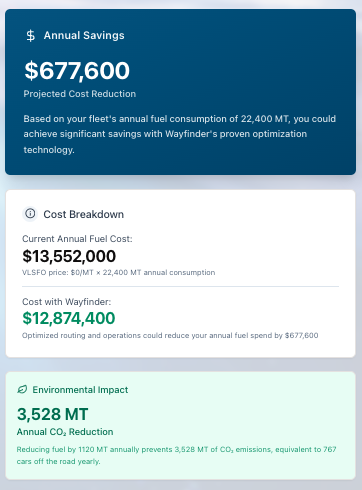 Annual Savings
$677,600
Projected Cost Reduction
Based on your fleet's annual fuel consumption of 22,400 MT, you could
achieve significant savings with Wayfinder's proven optimization
technology.
Cost Breakdown
Current Annual Fuel Cost:
$13,552,000
VLSFO price: $0/MT × 22,400 MT annual consumption
Cost with Wayfinder:
$12,874,400
Optimized routing and operations could reduce your annual fuel spend by $677,600
Environmental Impact
3,528 MT
Annual CO₂ Reduction
Reducing fuel by 1120 MT annually prevents 3,528 MT of CO₂ emissions, equivalent to 767
cars off the road yearly.